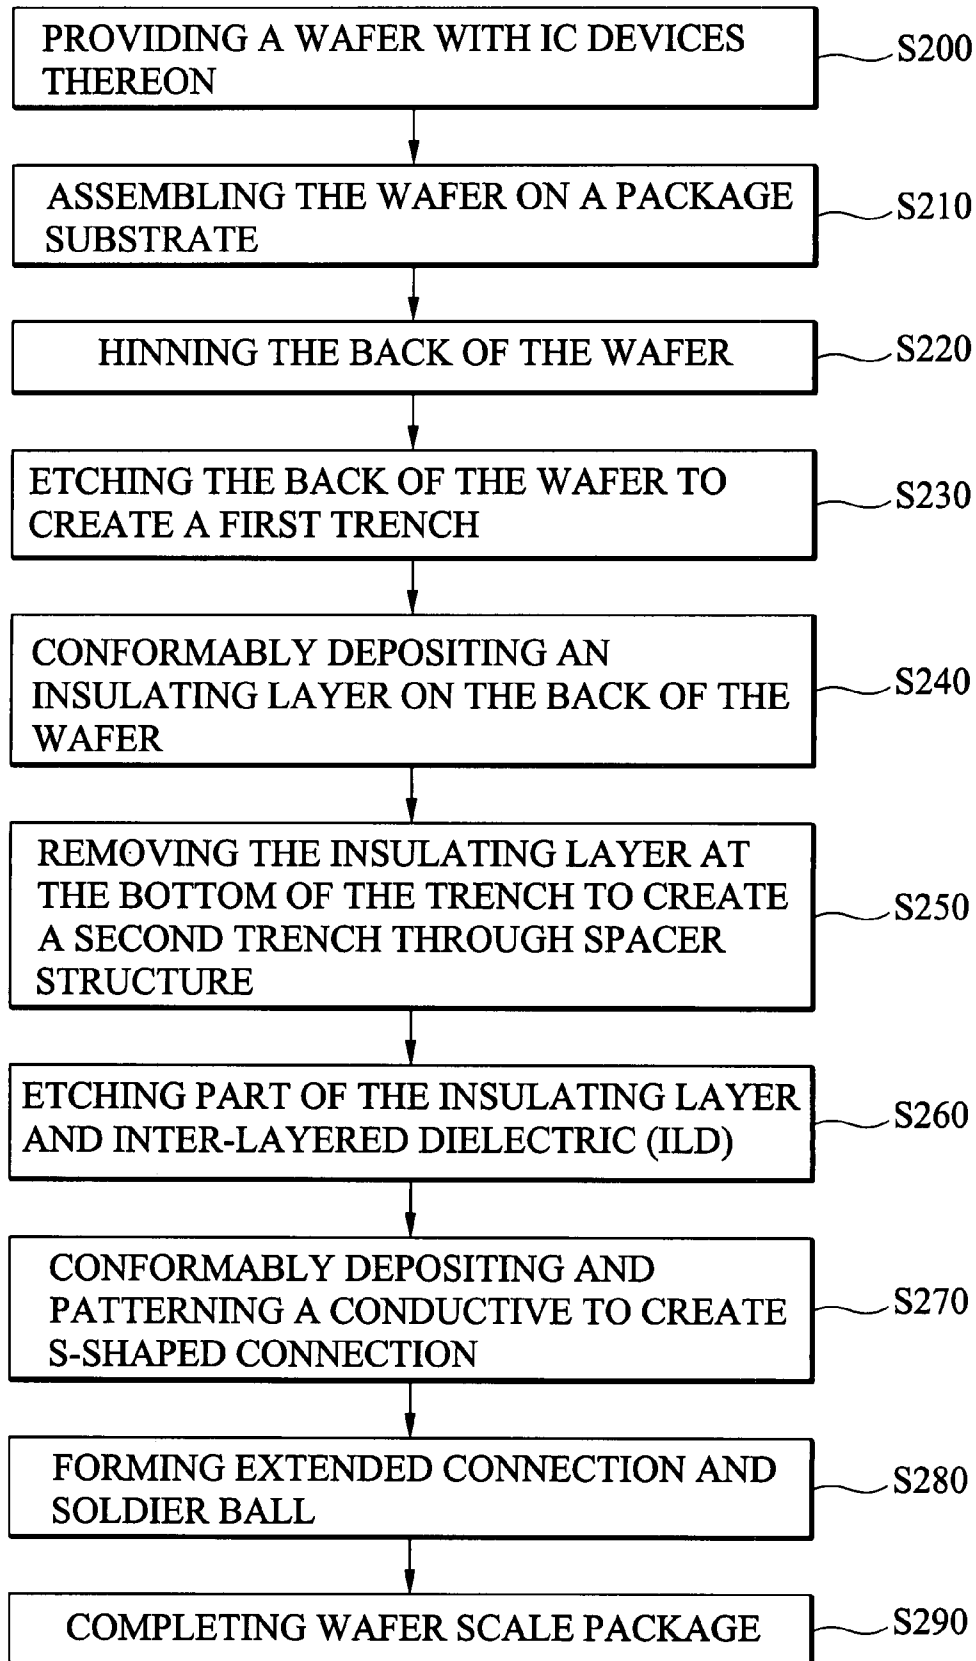 PROVIDING A WAFER WITH IC DEVICES
THEREON
S200
ASSEMBLING THE WAFER ON A PACKAGE
SUBSTRATE
S210
HINNING THE BACK OF THE WAFER
S220
ETCHING THE BACK OF THE WAFER TO
CREATE A FIRST TRENCH
S230
CONFORMABLY DEPOSITING AN
INSULATING LAYER ON THE BACK OF THE
WAFER
S240
REMOVING THE INSULATING LAYER AT
THE BOTTOM OF THE TRENCH TO CREATE
A SECOND TRENCH THROUGH SPACER
STRUCTURE
S250
ETCHING PART OF THE INSULATING LAYER
AND INTER-LAYERED DIELECTRIC (ILD)
S260
CONFORMABLY DEPOSITING AND
PATTERNING A CONDUCTIVE TO CREATE
S-SHAPED CONNECTION
S270
FORMING EXTENDED CONNECTION AND
SOLDIER BALL
S280
COMPLETING WAFER SCALE PACKAGE
S290